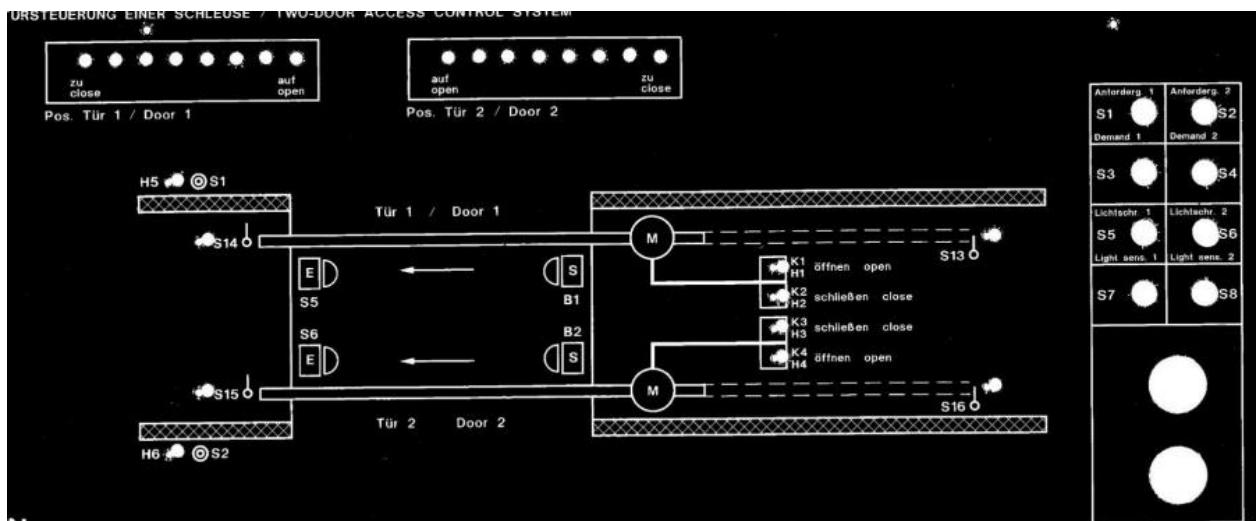 TÜRSTEUERUNG EINER SCHLEUSE / TWO-DOOR ACCESS CONTROL SYSTEM
zu auf
close open
Pos. Tür 1 / Door 1
auf zu
open close
Pos. Tür 2 / Door 2
Anforderg. 1 Anforderg. 2
S1 S2
Demand 1 Demand 2
S3 S4
Lichtschr. 1 Lichtschr. 2
S5 S6
Light sens. 1 Light sens. 2
S7 S8
H5 S1
Tür 1 / Door 1
S14 M S13
E S
S5 B1
K1
H1 öffnen open
K2
H2 schließen close
K3
H3 schließen close
K4
H4 öffnen open
S6 B2
E S
S15 M S16
Tür 2 Door 2
H6 S2